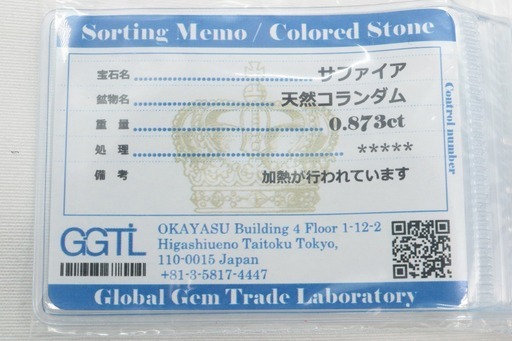 Sorting Memo / Colored Stone
宝石名 サファイア
鉱物名 天然コランダム
重量 0.873ct
処理 *****
備考 加熱が行われています
Control number
GGTL
OKAYASU Building 4 Floor 1-12-2
Higashiueno Taitoku Tokyo,
110-0015 Japan
+81-3-5817-4447
Global Gem Trade Laboratory